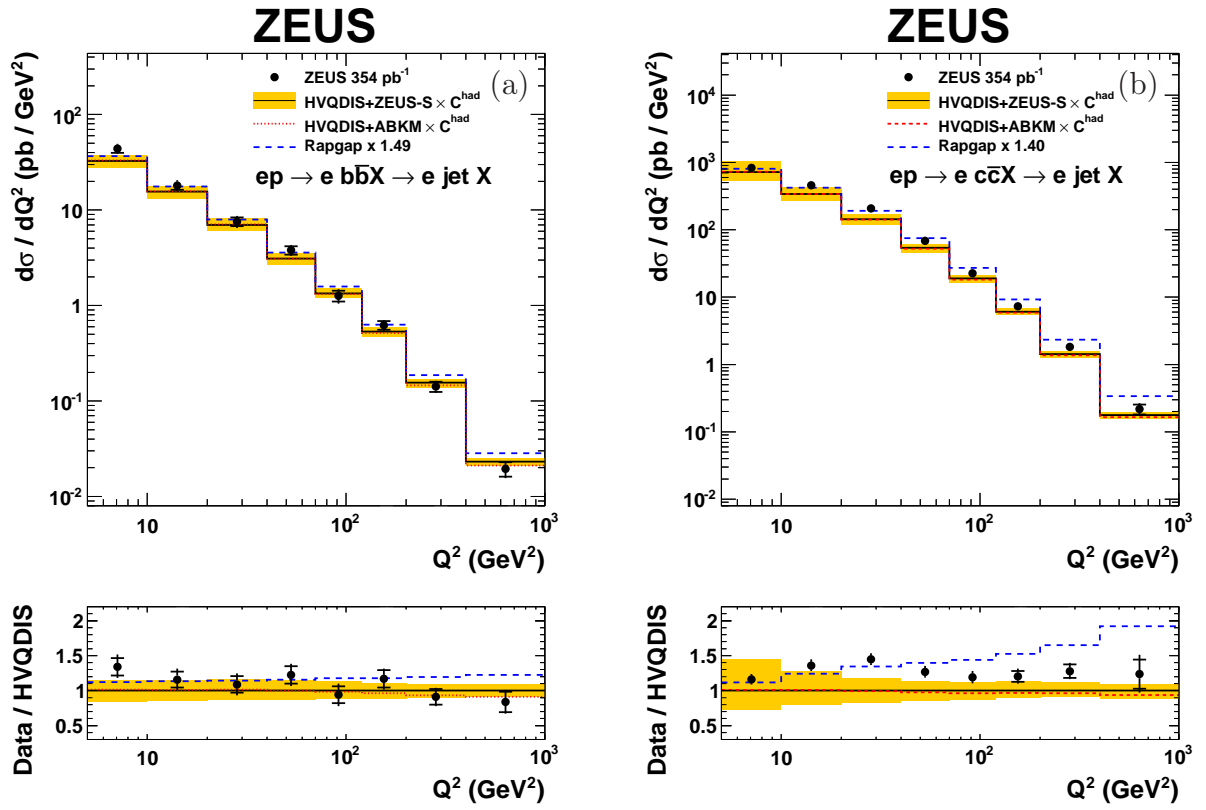 ZEUS
dσ / dQ² (pb / GeV²)
(a)
ZEUS 354 pb⁻¹
HVQDIS+ZEUS-S × C^had
HVQDIS+ABKM × C^had
Rapgap x 1.49
ep → e bb̅X → e jet X
10²
10
1
10⁻¹
10⁻²
10 10² 10³
Q² (GeV²)
Data / HVQDIS
2
1.5
1
0.5
10 10² 10³
Q² (GeV²)
ZEUS
dσ / dQ² (pb / GeV²)
(b)
ZEUS 354 pb⁻¹
HVQDIS+ZEUS-S × C^had
HVQDIS+ABKM × C^had
Rapgap x 1.40
ep → e cc̅X → e jet X
10⁴
10³
10²
10
1
10⁻¹
10⁻²
10 10² 10³
Q² (GeV²)
Data / HVQDIS
2
1.5
1
0.5
10 10² 10³
Q² (GeV²)